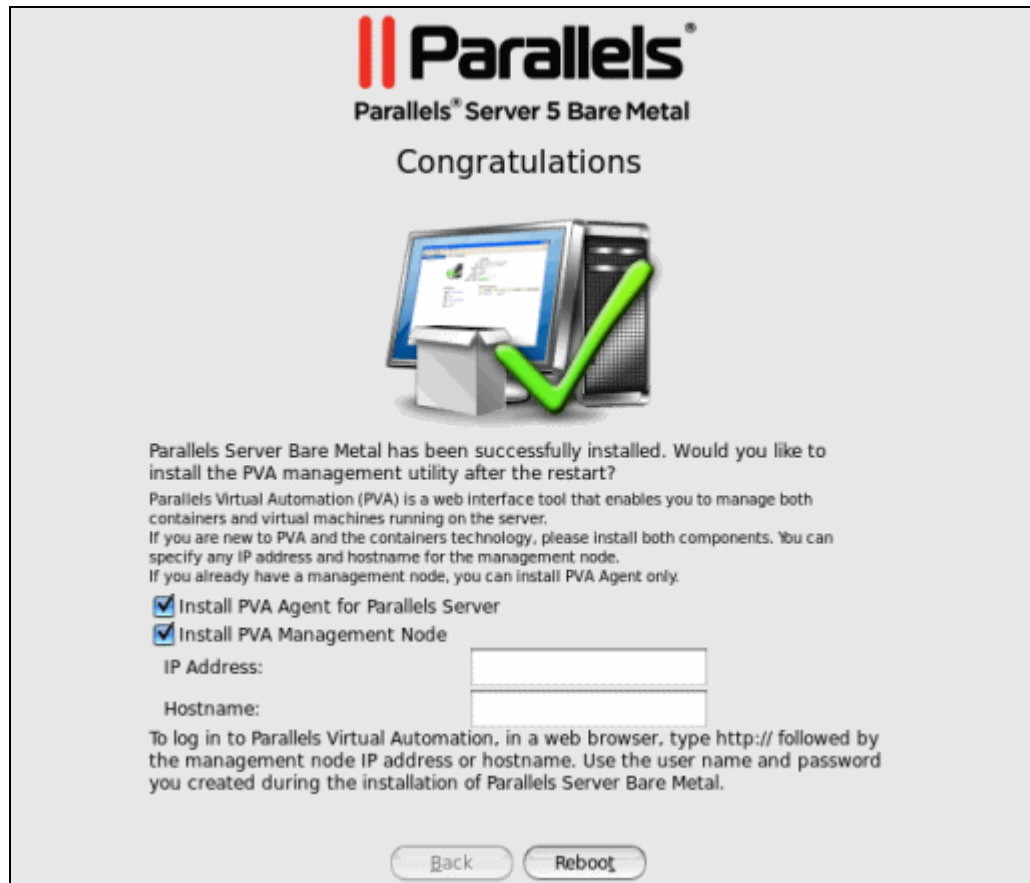 Parallels®
Parallels® Server 5 Bare Metal
Congratulations
Parallels Server Bare Metal has been successfully installed. Would you like to
install the PVA management utility after the restart?
Parallels Virtual Automation (PVA) is a web interface tool that enables you to manage both
containers and virtual machines running on the server.
If you are new to PVA and the containers technology, please install both components. You can
specify any IP address and hostname for the management node.
If you already have a management node, you can install PVA Agent only.
Install PVA Agent for Parallels Server
Install PVA Management Node
IP Address:
Hostname:
To log in to Parallels Virtual Automation, in a web browser, type http:// followed by
the management node IP address or hostname. Use the user name and password
you created during the installation of Parallels Server Bare Metal.
Back
Reboot